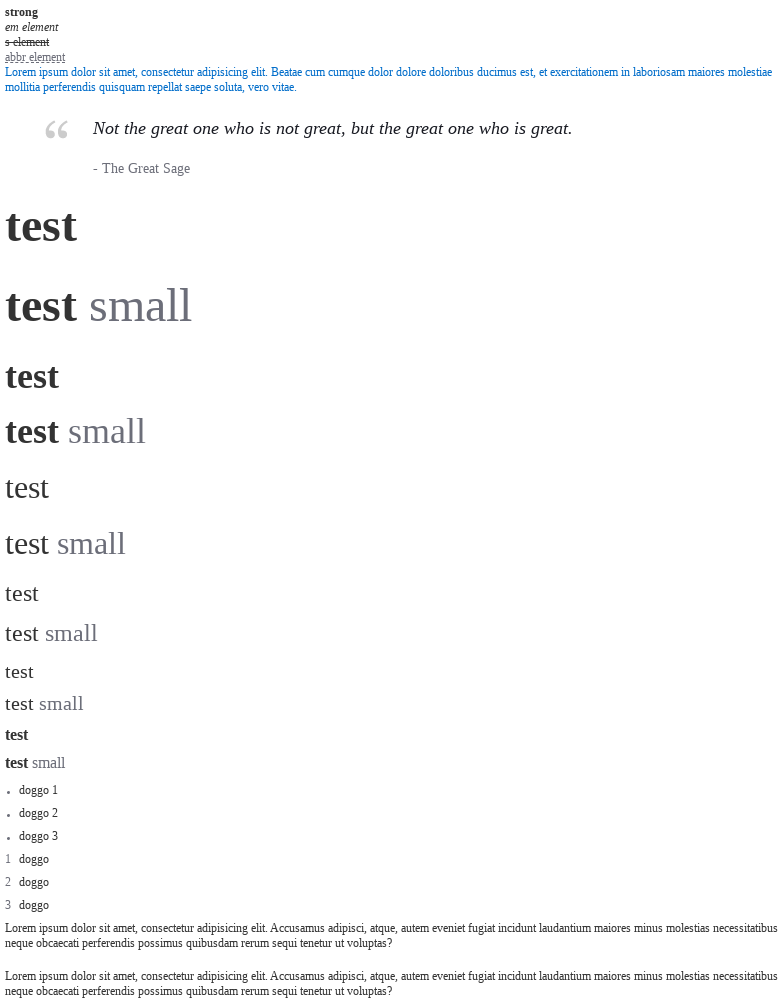 strong
em element
s element
abbr element
Lorem ipsum dolor sit amet, consectetur adipisicing elit. Beatae cum cumque dolor dolore doloribus ducimus est, et exercitationem in laboriosam maiores molestiae
mollitia perferendis quisquam repellat saepe soluta, vero vitae.
“ Not the great one who is not great, but the great one who is great.
- The Great Sage
test
test small
test
test small
test
test small
test
test small
test
test small
test
test small
• doggo 1
• doggo 2
• doggo 3
1 doggo
2 doggo
3 doggo
Lorem ipsum dolor sit amet, consectetur adipisicing elit. Accusamus adipisci, atque, autem eveniet fugiat incidunt laudantium maiores minus molestias necessitatibus
neque obcaecati perferendis possimus quibusdam rerum sequi tenetur ut voluptas?
Lorem ipsum dolor sit amet, consectetur adipisicing elit. Accusamus adipisci, atque, autem eveniet fugiat incidunt laudantium maiores minus molestias necessitatibus
neque obcaecati perferendis possimus quibusdam rerum sequi tenetur ut voluptas?